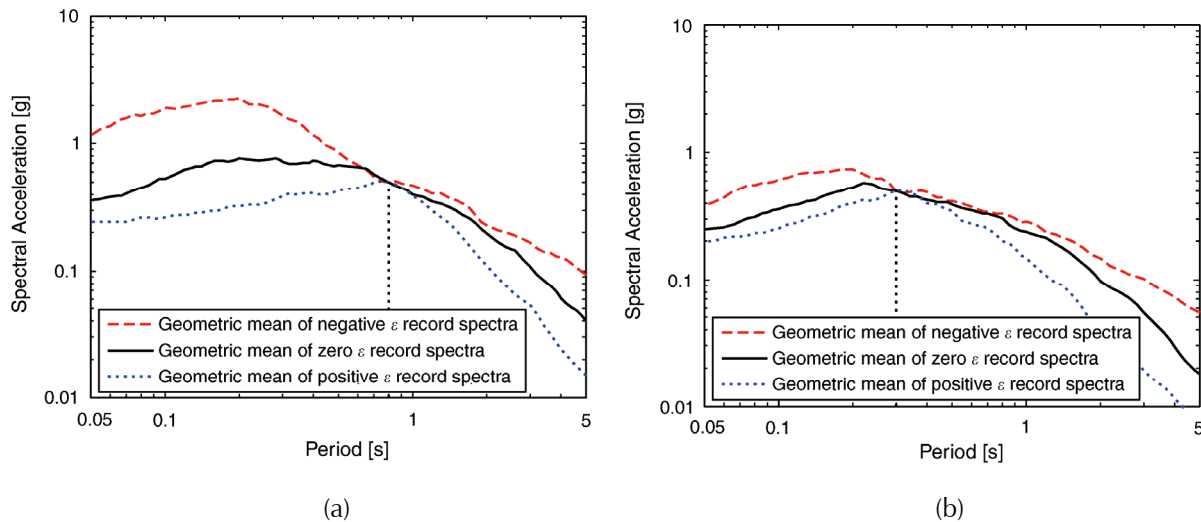 10
1
0.1
0.01
Spectral Acceleration [g]
Geometric mean of negative ε record spectra
Geometric mean of zero ε record spectra
Geometric mean of positive ε record spectra
0.05
0.1
1
5
Period [s]
(a)
10
1
0.1
0.01
Spectral Acceleration [g]
Geometric mean of negative ε record spectra
Geometric mean of zero ε record spectra
Geometric mean of positive ε record spectra
0.05
0.1
1
5
Period [s]
(b)